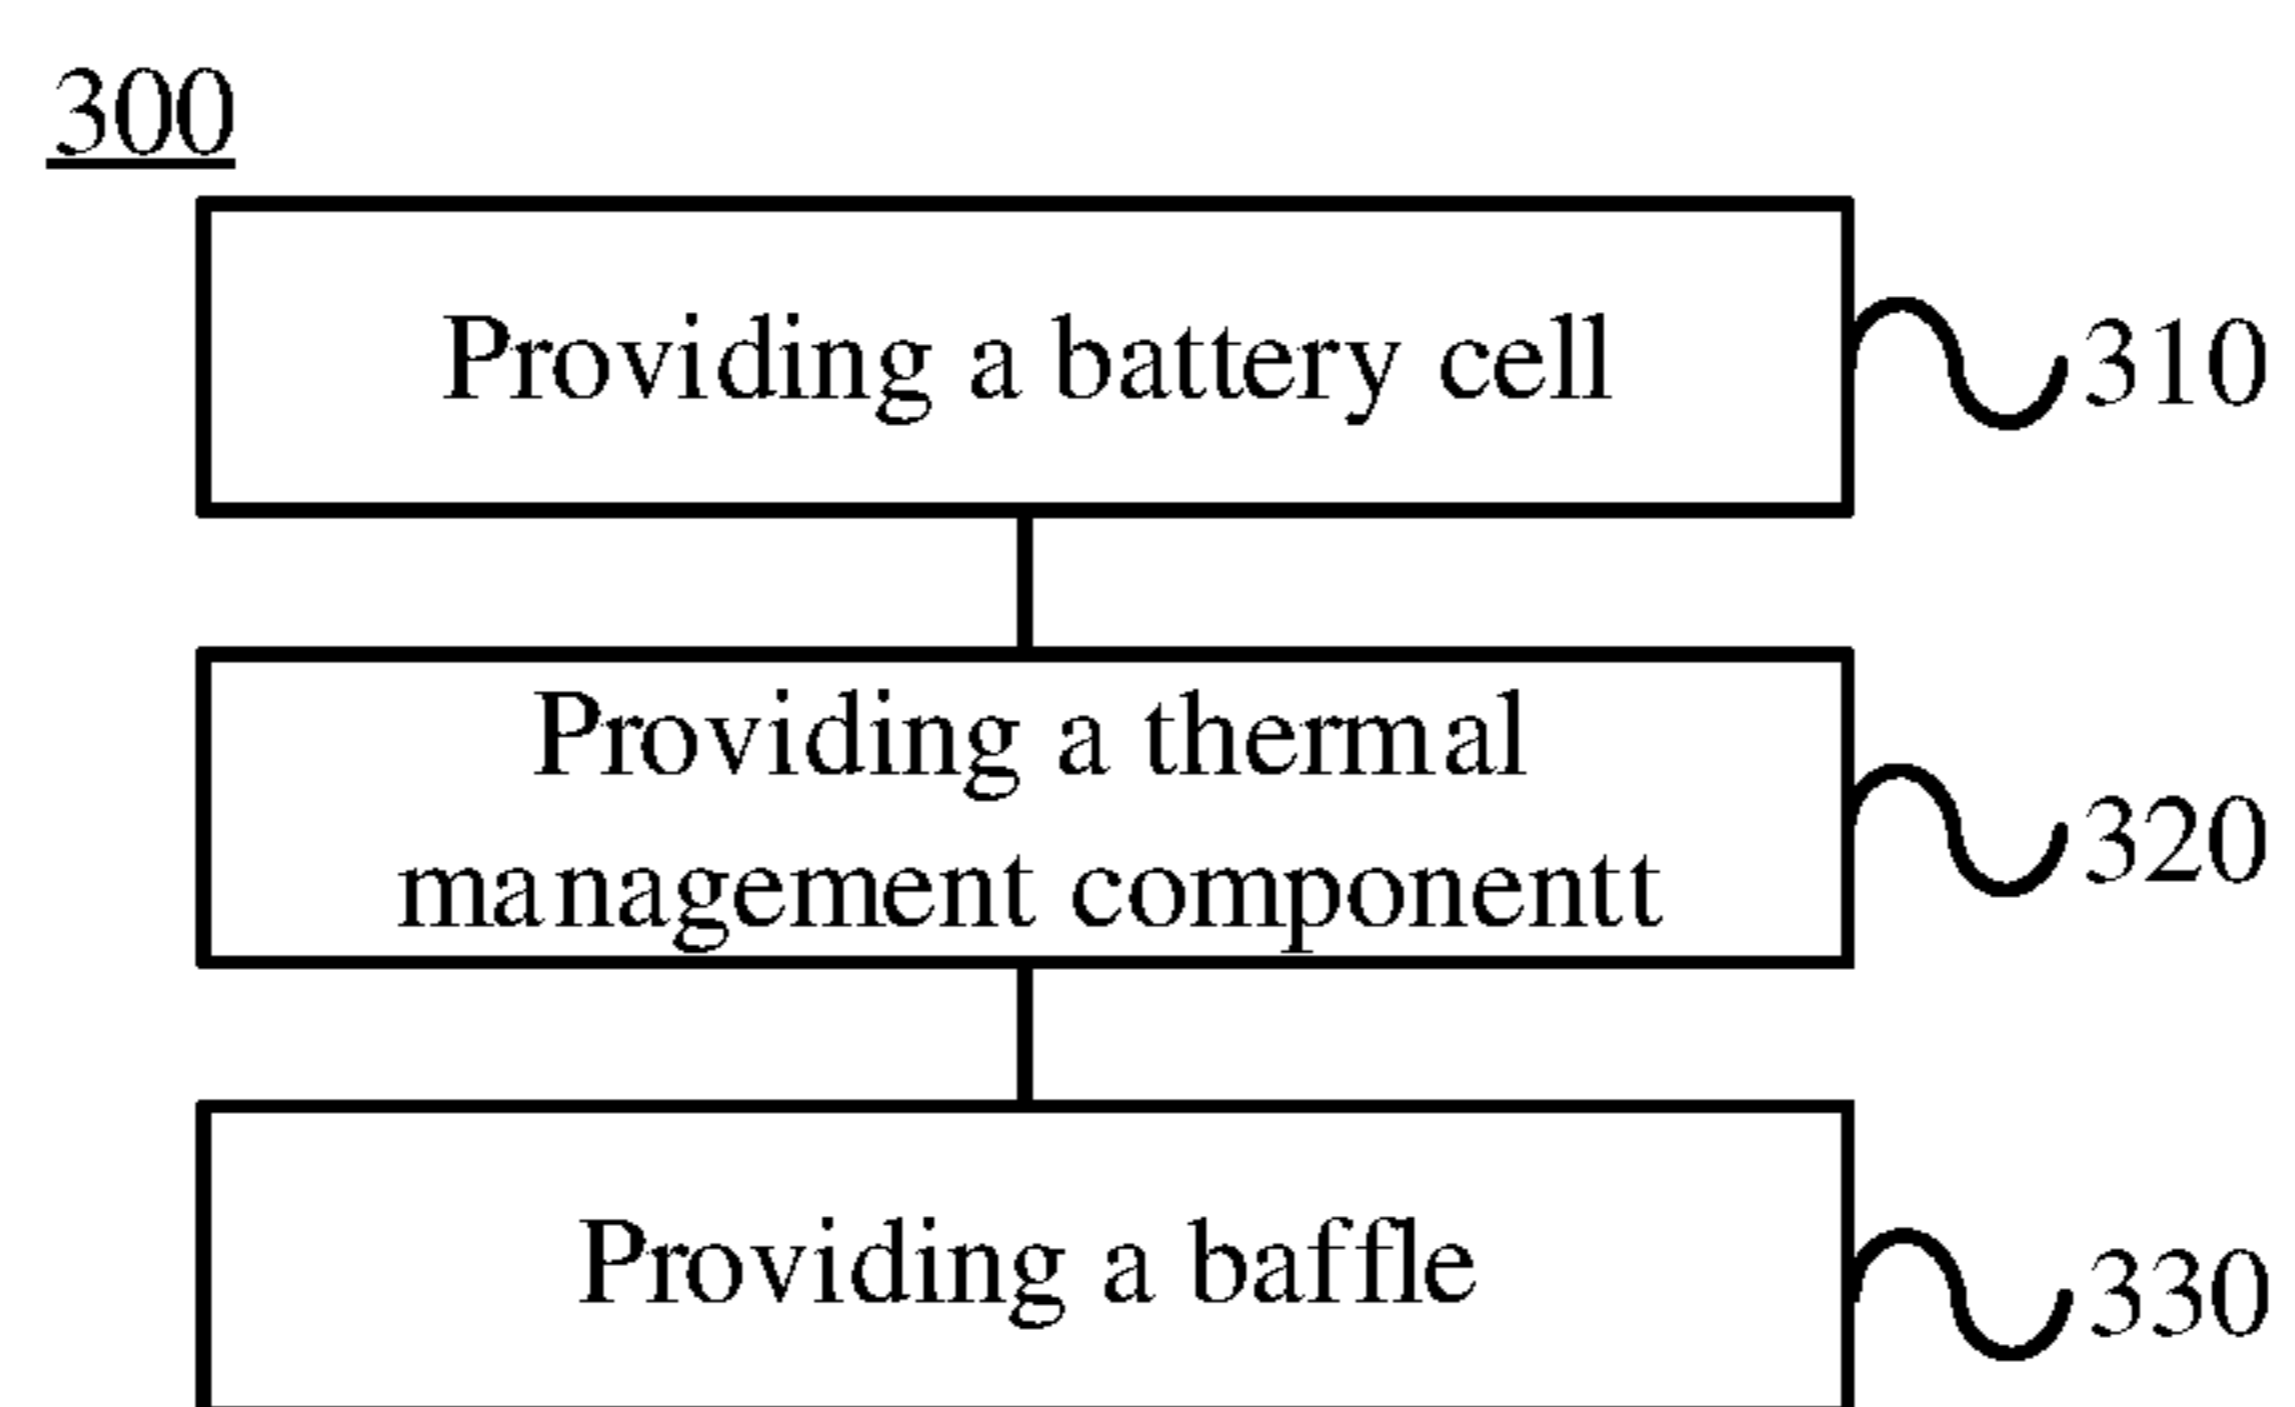 300
Providing a battery cell
310
Providing a thermal
management componentt
320
Providing a baffle
330